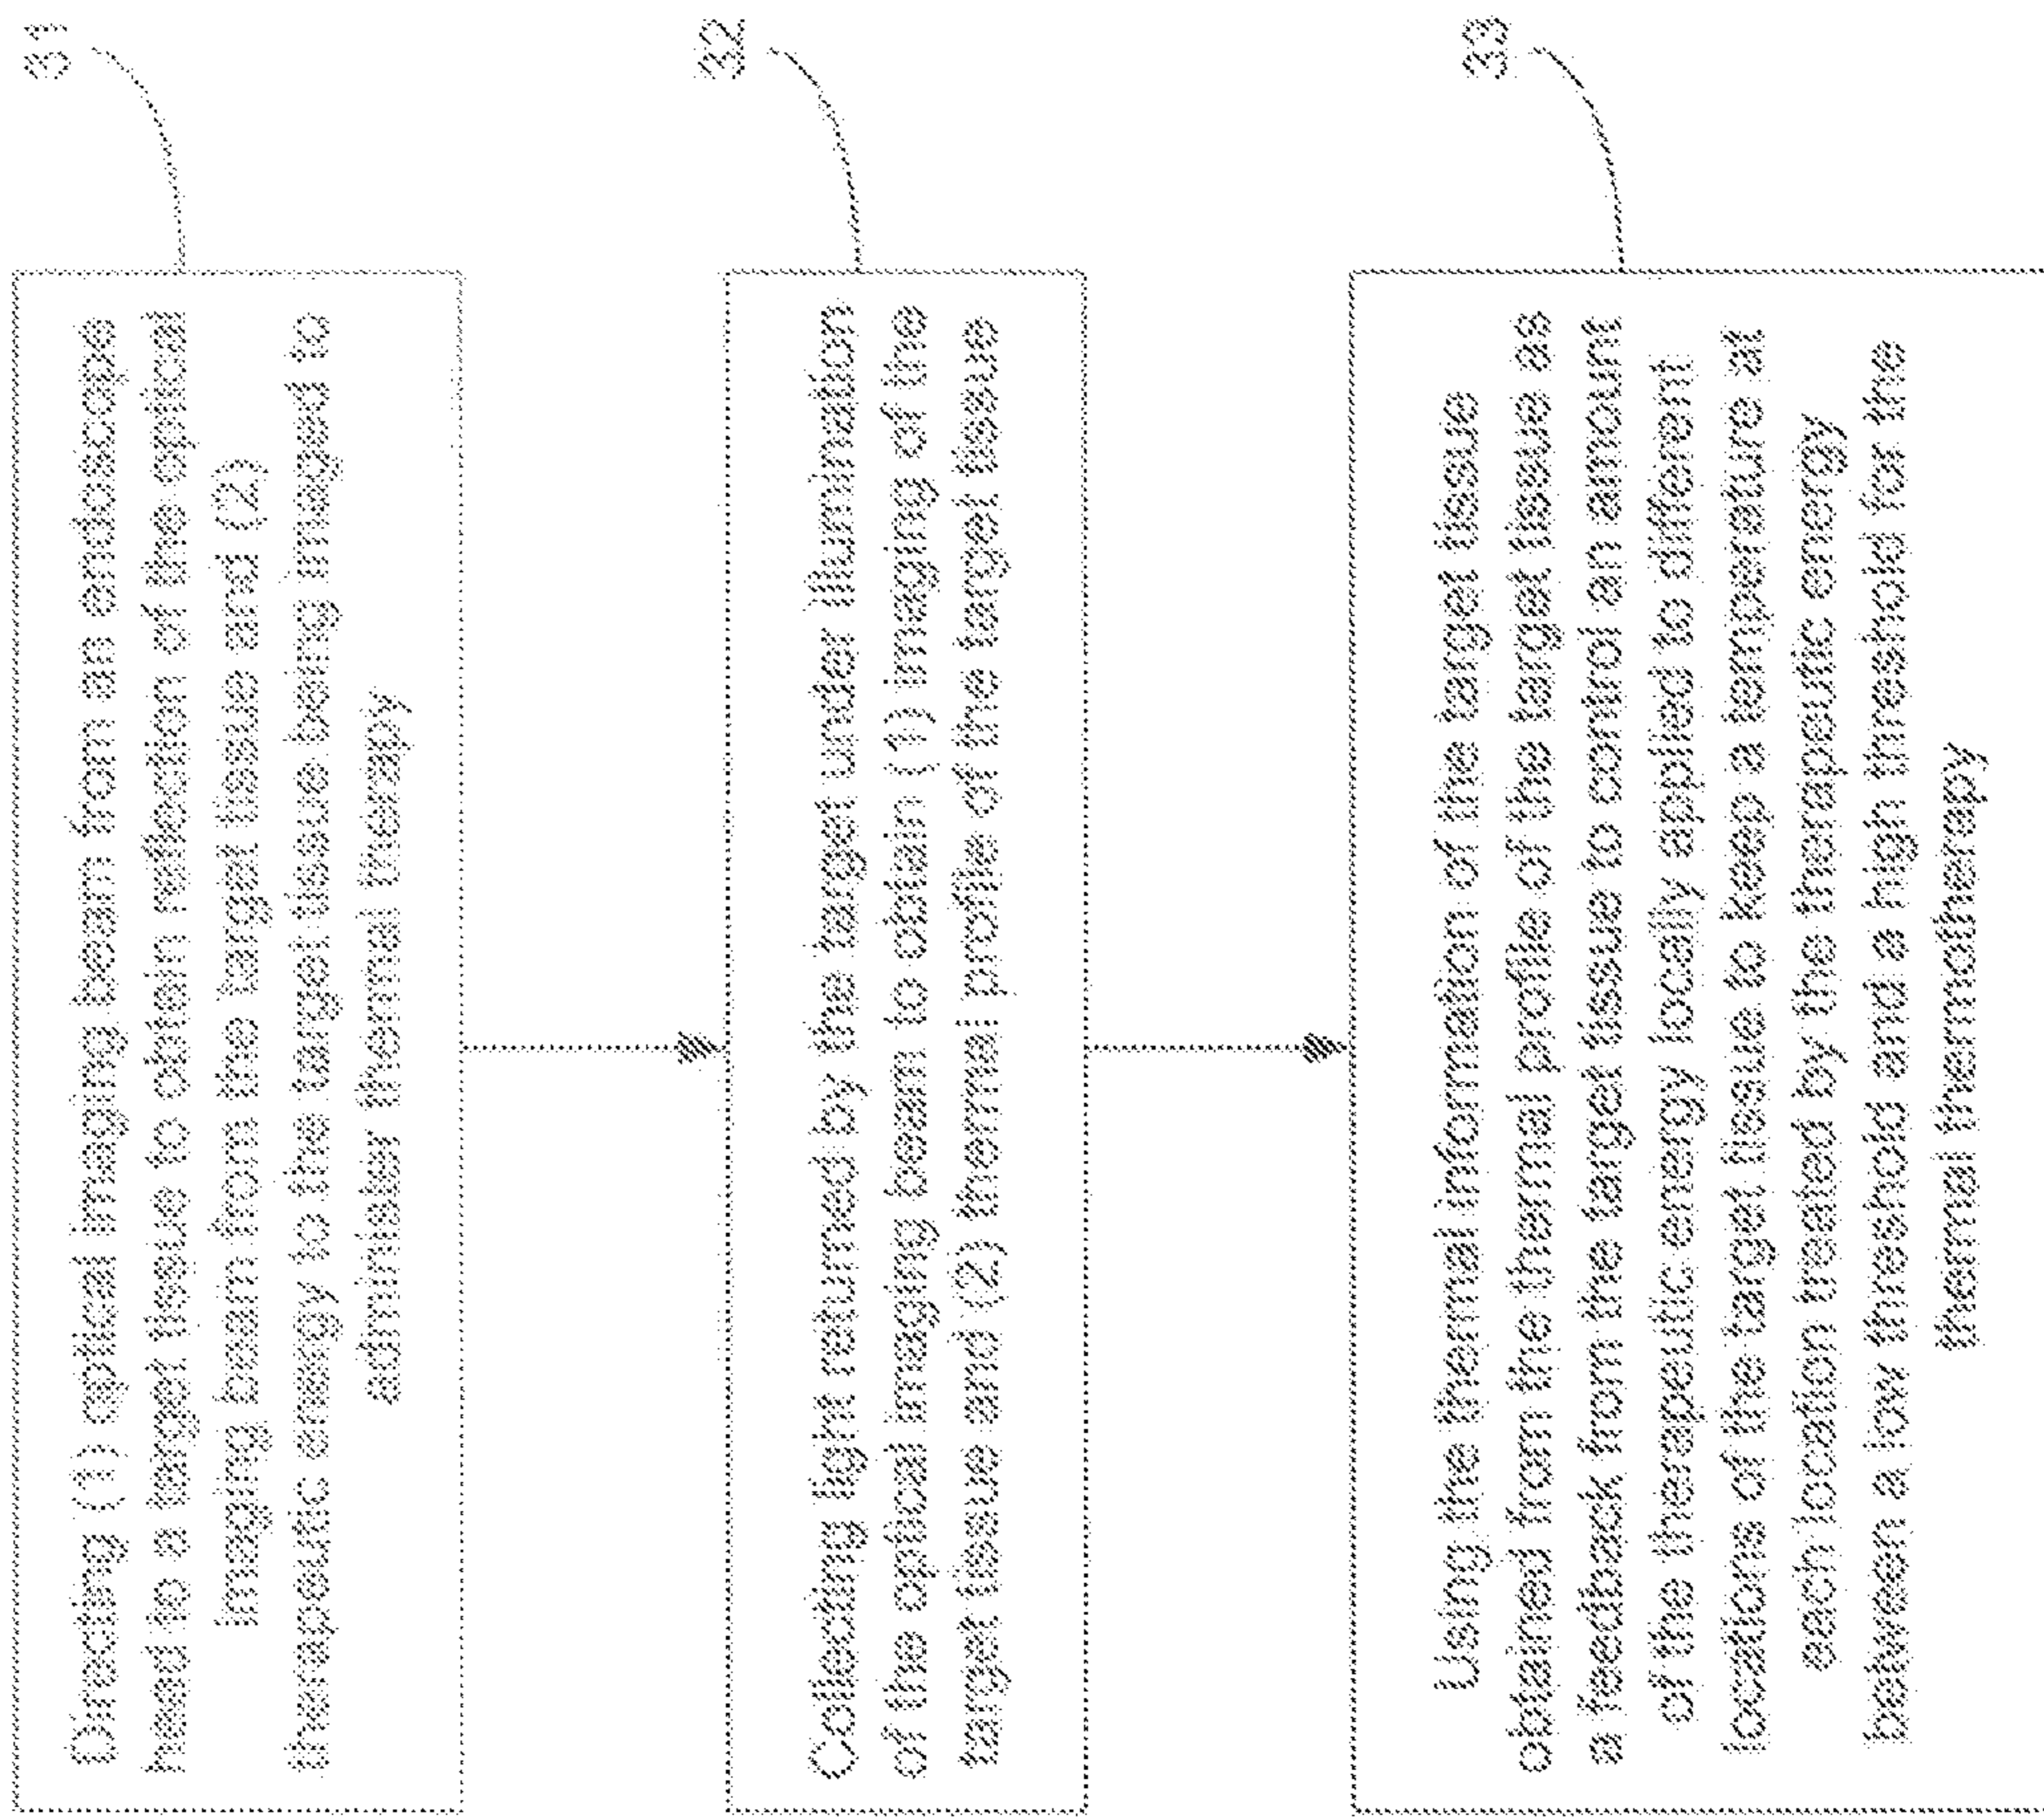 31
Directing (1) optical imaging beam from an endoscope
head to a target tissue to obtain reflection of the optical
imaging beam from the target tissue and (2)
therapeutic energy to the target tissue being imaged to
administer thermal therapy
32
Collecting light returned by the target under illumination
of the optical imaging beam to obtain (1) imaging of the
target tissue and (2) thermal profile of the target tissue
33
Using the thermal information of the target tissue
obtained from the thermal profile of the target tissue as
a feedback from the target tissue to control an amount
of the therapeutic energy locally applied to different
locations of the target tissue to keep a temperature at
each location treated by the therapeutic energy
between a low threshold and a high threshold for the
thermal thermotherapy